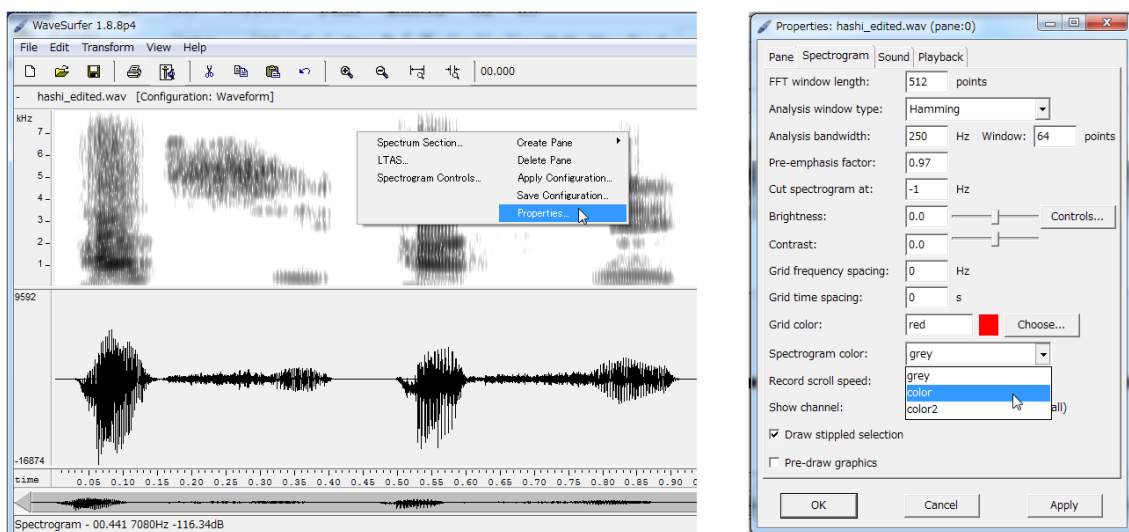 WaveSurfer 1.8.8p4
File Edit Transform View Help
00.000
- hashi_edited.wav [Configuration: Waveform]
kHz
7
6
5
4
3
2
1
Spectrum Section...
LTAS...
Spectrogram Controls...
Create Pane
Delete Pane
Apply Configuration...
Save Configuration...
Properties...
9592
-16874
time 0.05 0.10 0.15 0.20 0.25 0.30 0.35 0.40 0.45 0.50 0.55 0.60 0.65 0.70 0.75 0.80 0.85 0.90
Spectrogram - 00.441 7080Hz -116.34dB
Properties: hashi_edited.wav (pane:0)
Pane Spectrogram Sound Playback
FFT window length: 512 points
Analysis window type: Hamming
Analysis bandwidth: 250 Hz Window: 64 points
Pre-emphasis factor: 0.97
Cut spectrogram at: -1 Hz
Brightness: 0.0 Controls...
Contrast: 0.0
Grid frequency spacing: 0 Hz
Grid time spacing: 0 s
Grid color: red Choose...
Spectrogram color: grey
grey
Record scroll speed:
color
Show channel: all)
color2
Draw stippled selection
Pre-draw graphics
OK Cancel Apply